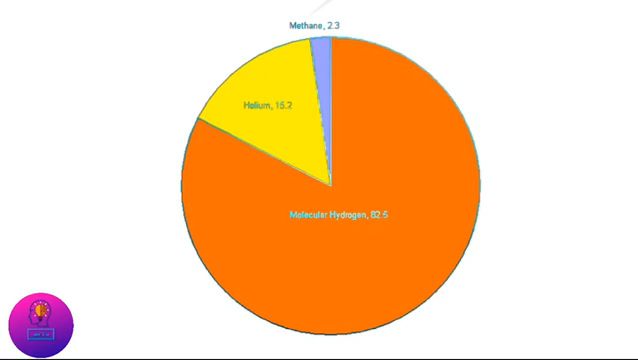 Methane, 2.3
Helium, 15.2
Molecular Hydrogen, 82.5